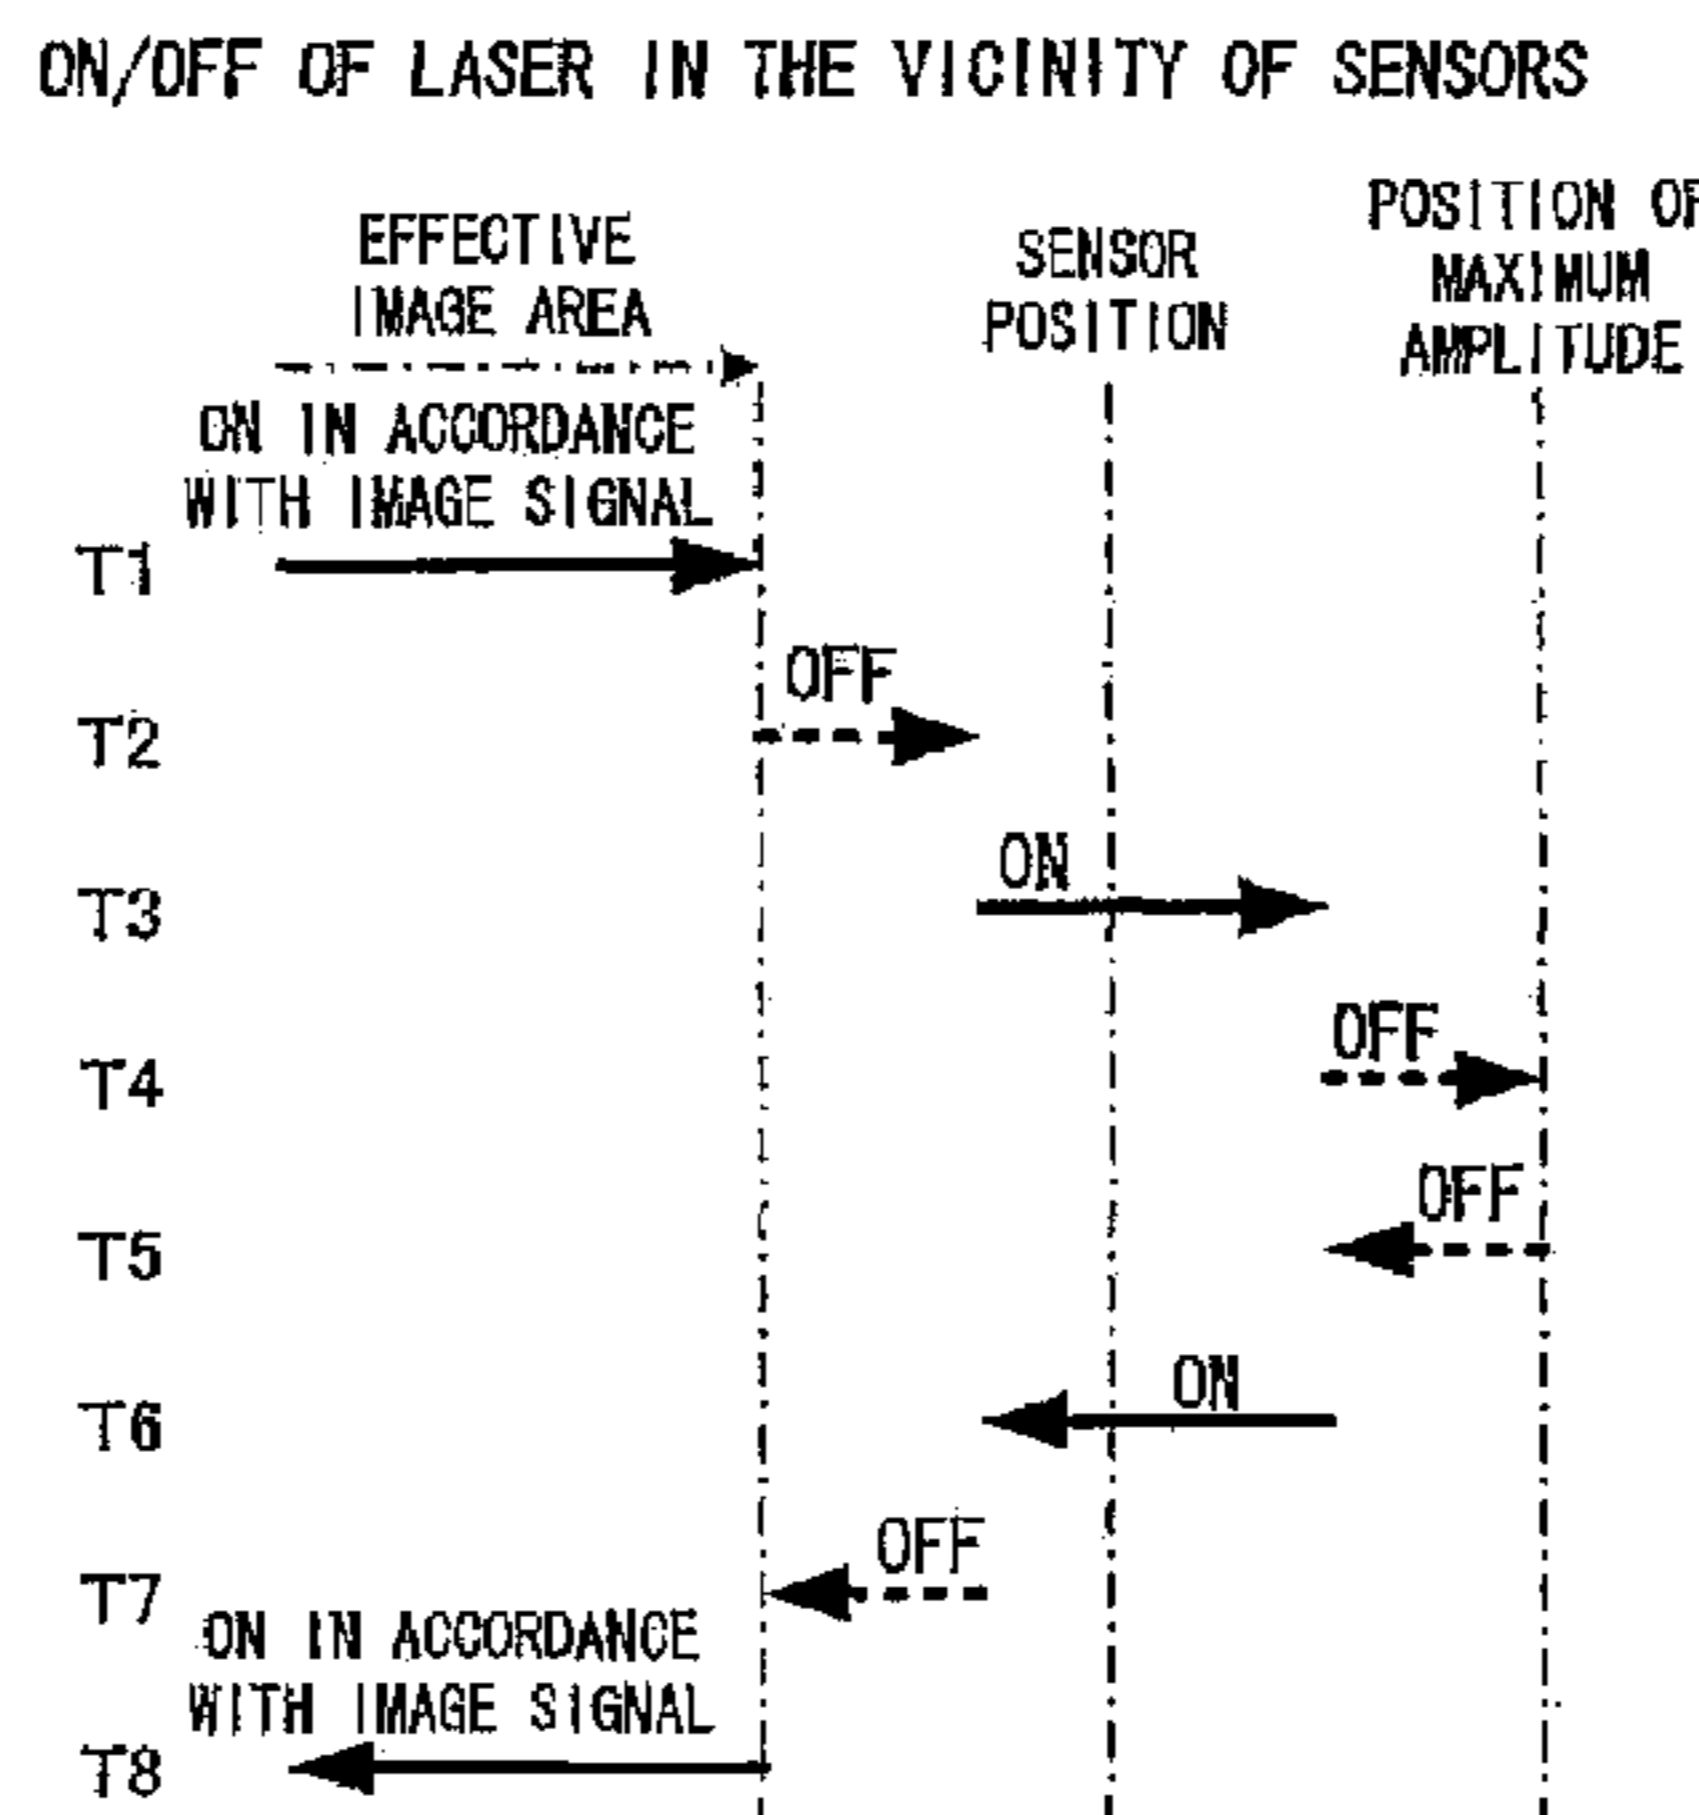 ON/OFF OF LASER IN THE VICINITY OF SENSORS
EFFECTIVE
IMAGE AREA
SENSOR
POSITION
POSITION OF
MAXIMUM
AMPLITUDE
ON IN ACCORDANCE
WITH IMAGE SIGNAL
T1
OFF
T2
ON
T3
OFF
T4
OFF
T5
ON
T6
OFF
T7
ON IN ACCORDANCE
WITH IMAGE SIGNAL
T8